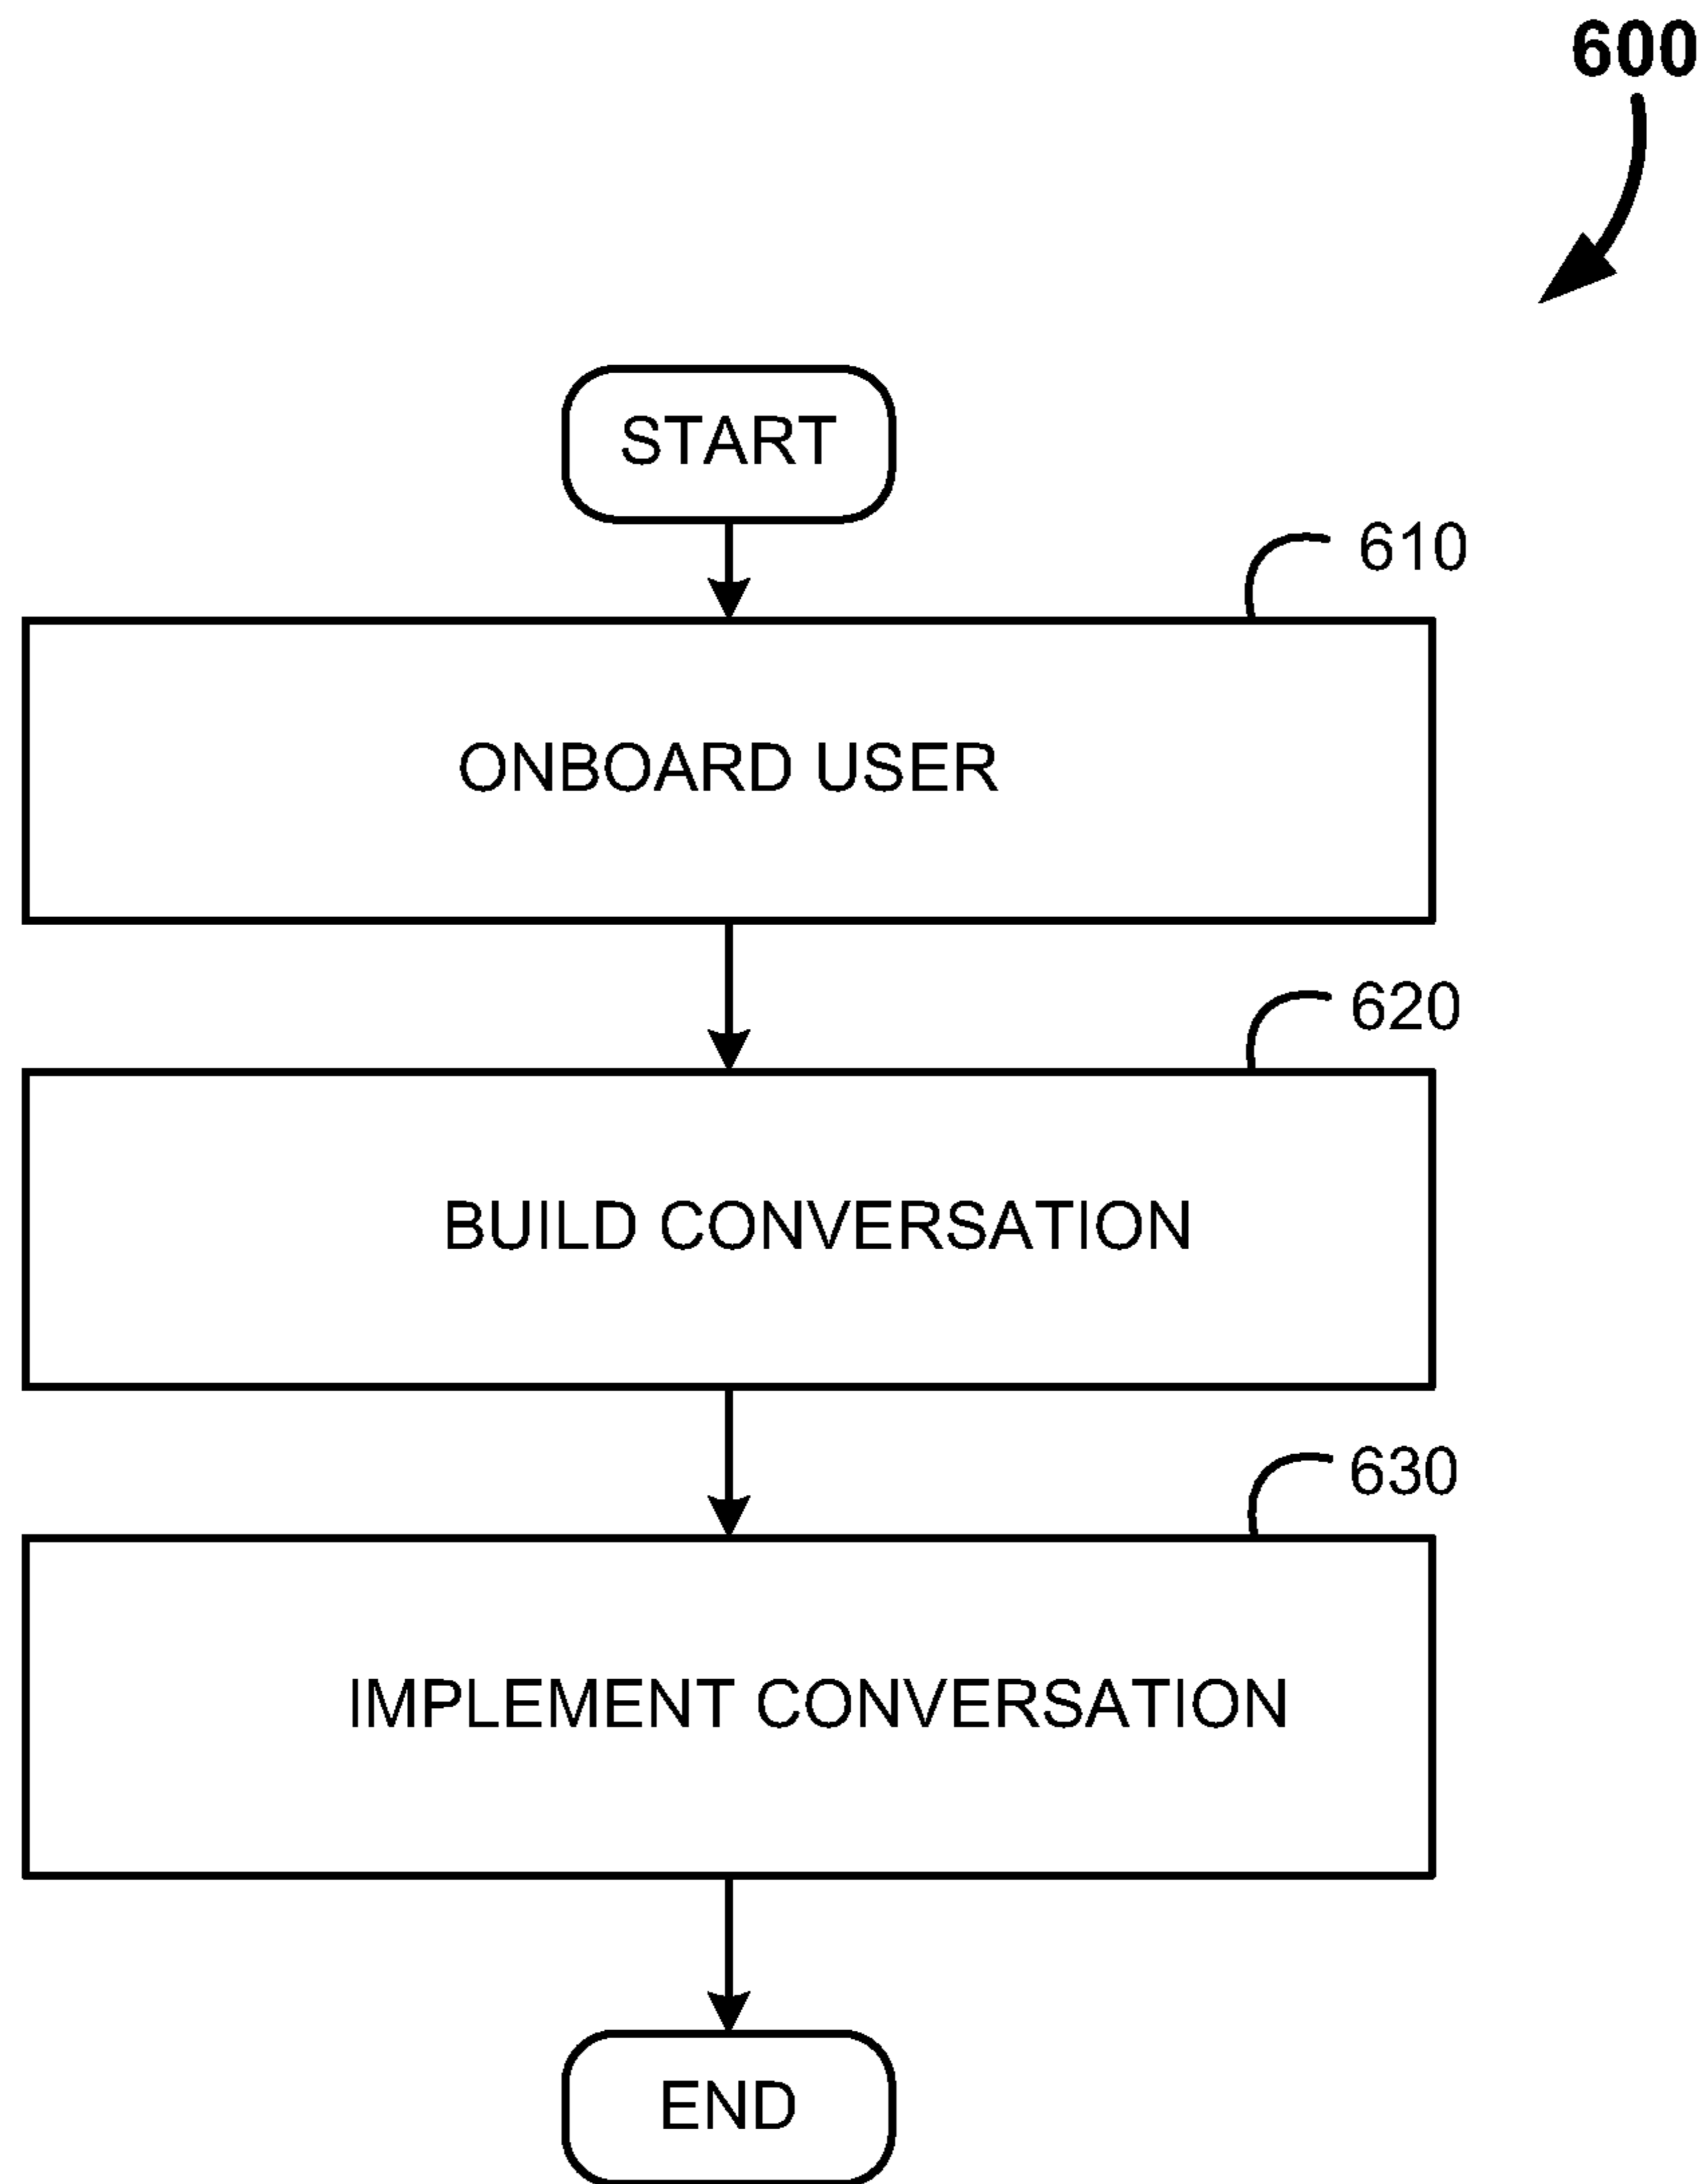 600
START
610
ONBOARD USER
620
BUILD CONVERSATION
630
IMPLEMENT CONVERSATION
END